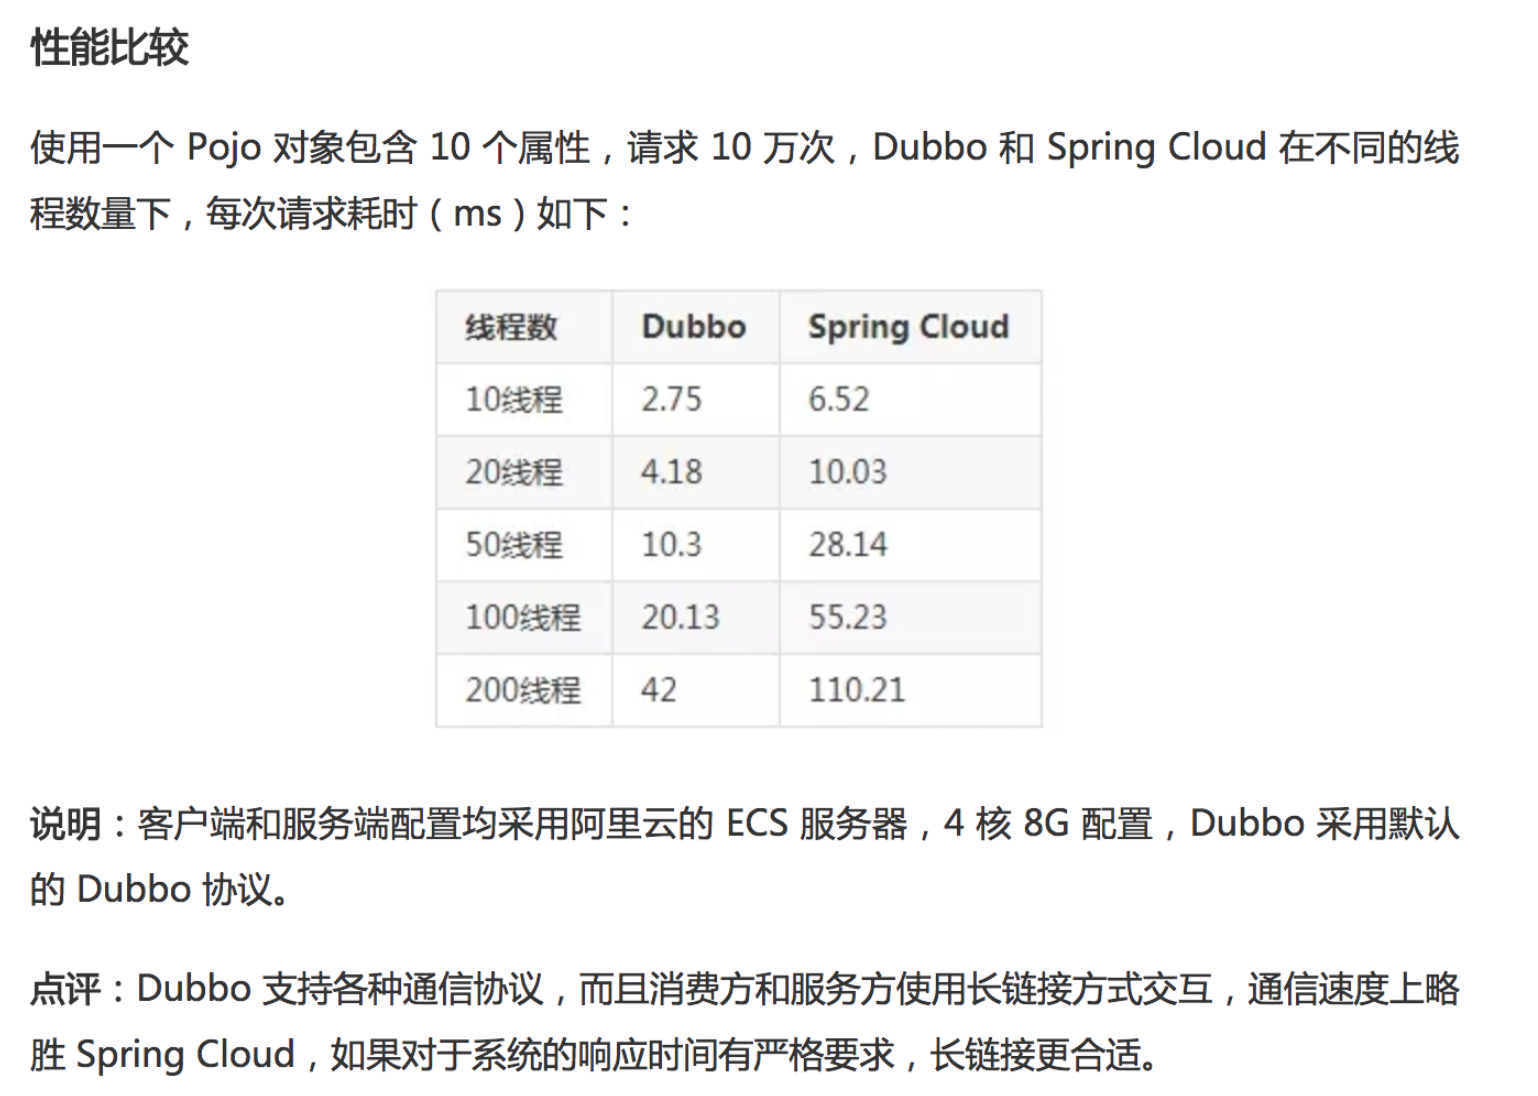 性能比较
使用一个 Pojo 对象包含 10 个属性，请求 10 万次，Dubbo 和 Spring Cloud 在不同的线
程数量下，每次请求耗时（ms）如下：
线程数 Dubbo Spring Cloud
10线程 2.75 6.52
20线程 4.18 10.03
50线程 10.3 28.14
100线程 20.13 55.23
200线程 42 110.21
说明：客户端和服务端配置均采用阿里云的 ECS 服务器，4 核 8G 配置，Dubbo 采用默认
的 Dubbo 协议。
点评：Dubbo 支持各种通信协议，而且消费方和服务方使用长链接方式交互，通信速度上略
胜 Spring Cloud，如果对于系统的响应时间有严格要求，长链接更合适。